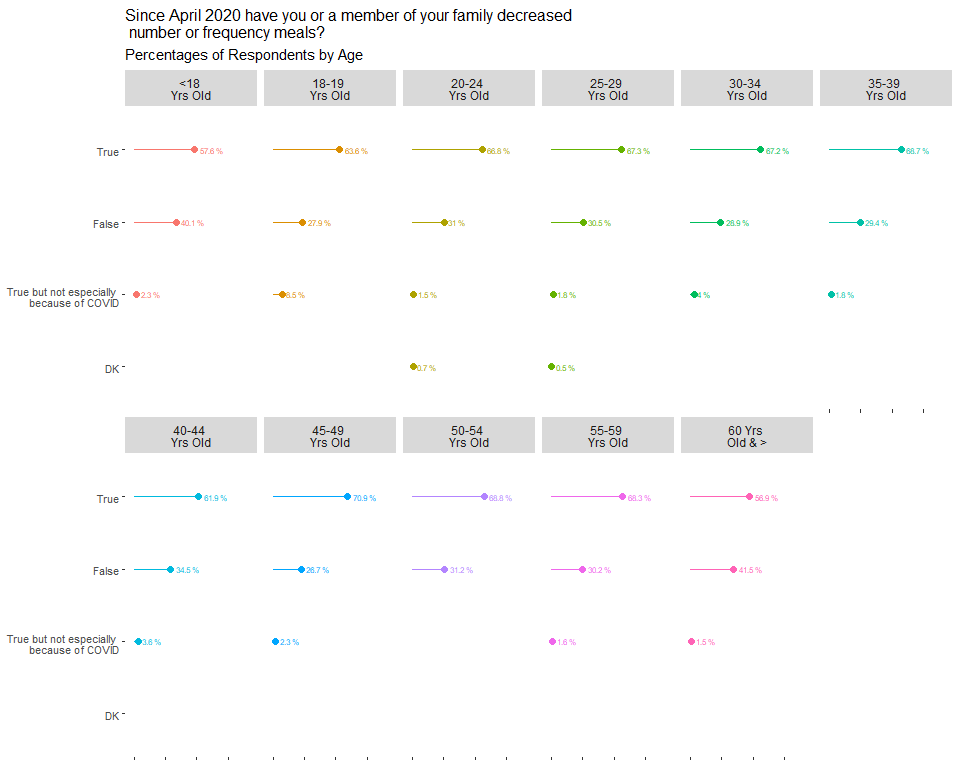 Since April 2020 have you or a member of your family decreased
number or frequency meals?
Percentages of Respondents by Age
<18 18-19 20-24 25-29 30-34 35-39
Yrs Old Yrs Old Yrs Old Yrs Old Yrs Old Yrs Old
True 57.6 % 63.6 % 66.8 % 67.3 % 67.2 % 68.7 %
False 40.1 % 27.9 % 31 % 30.5 % 28.9 % 29.4 %
True but not especially
because of COVID 2.3 % 8.5 % 1.5 % 1.8 % 4 % 1.8 %
DK 0.7 % 0.5 %
40-44 45-49 50-54 55-59 60 Yrs
Yrs Old Yrs Old Yrs Old Yrs Old Old & >
True 61.9 % 70.9 % 68.8 % 68.3 % 56.9 %
False 34.5 % 26.7 % 31.2 % 30.2 % 41.5 %
True but not especially
because of COVID 3.6 % 2.3 % 1.6 % 1.5 %
DK